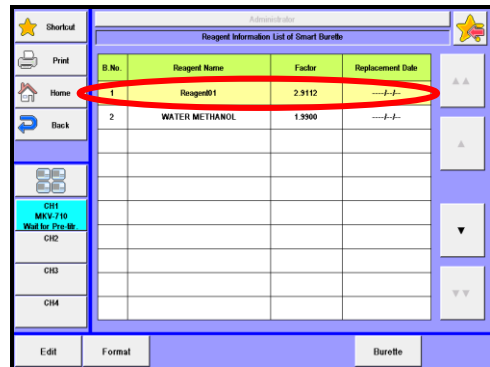 Administrator
Reagent Information List of Smart Burette
Shortcut
Print
Home
Back
B.No. Reagent Name Factor Replacement Date
1 Reagent01 2.9112 ----/--/--
2 WATER METHANOL 1.9900 ----/--/--
CH1
MKV-710
Wait for Pre-titr.
CH2
CH3
CH4
Edit Format Burette